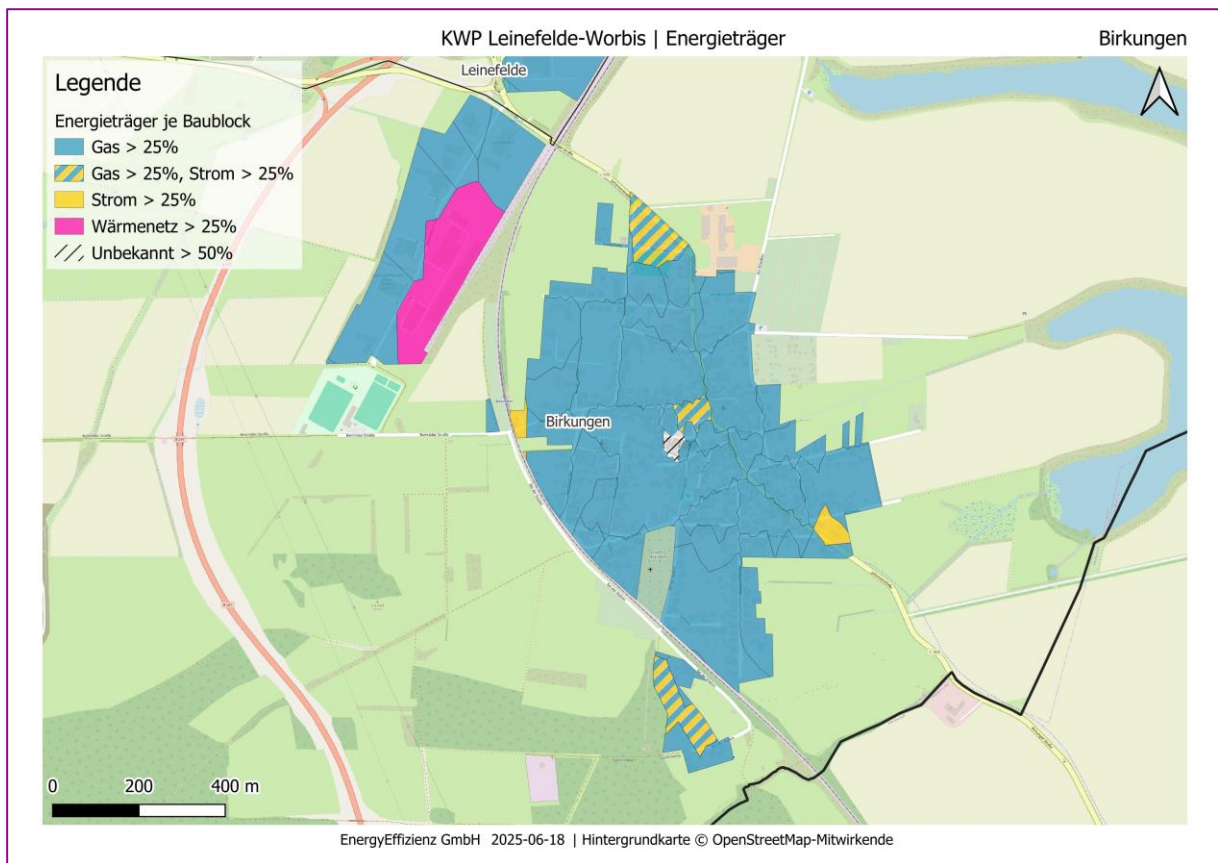 KWP Leinefelde-Worbis | Energieträger
Birkungen
Legende
Energieträger je Baublock
Gas > 25%
Gas > 25%, Strom > 25%
Strom > 25%
Wärmenetz > 25%
Unbekannt > 50%
Leinefelde
Birkungen
0 200 400 m
EnergyEffizienz GmbH 2025-06-18 | Hintergrundkarte © OpenStreetMap-Mitwirkende